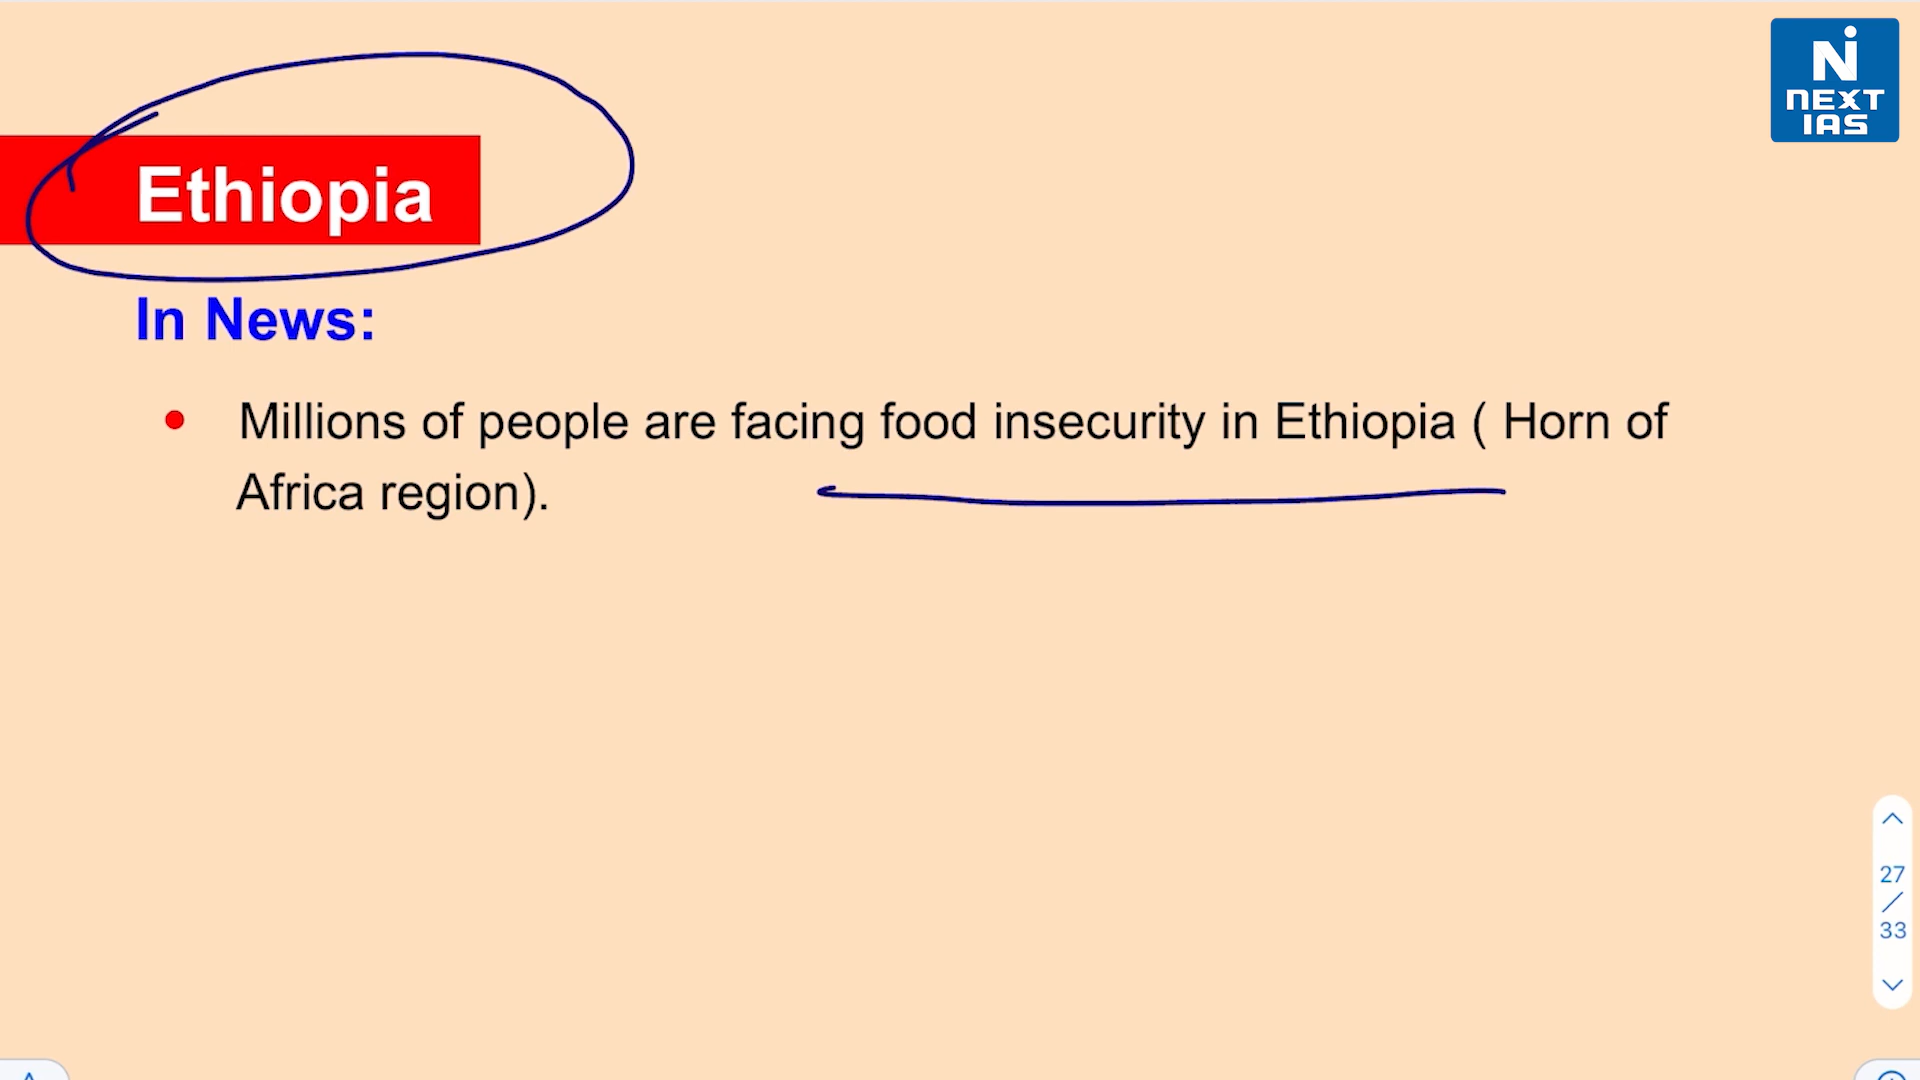 NEXT
IAS
Ethiopia
In News:
• Millions of people are facing food insecurity in Ethiopia ( Horn of
Africa region).
27
/
33